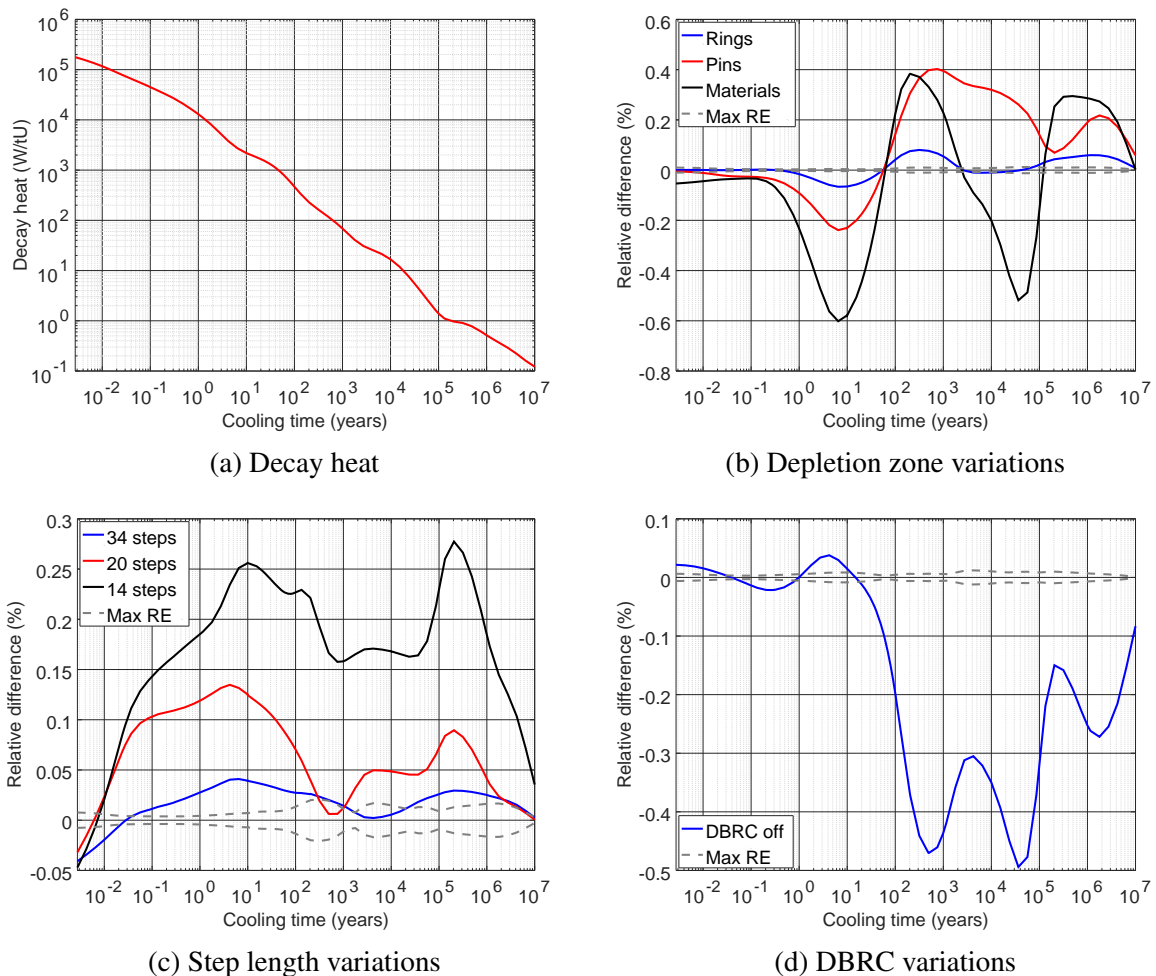 10^6
10^5
10^4
10^3
10^2
10^1
10^0
10^-1
Decay heat (W/tU)
10^-2 10^-1 10^0 10^1 10^2 10^3 10^4 10^5 10^6 10^7
Cooling time (years)
(a) Decay heat
0.6
0.4
0.2
0
-0.2
-0.4
-0.6
-0.8
Relative difference (%)
Rings
Pins
Materials
Max RE
10^-2 10^-1 10^0 10^1 10^2 10^3 10^4 10^5 10^6 10^7
Cooling time (years)
(b) Depletion zone variations
0.3
0.25
0.2
0.15
0.1
0.05
0
-0.05
Relative difference (%)
34 steps
20 steps
14 steps
Max RE
10^-2 10^-1 10^0 10^1 10^2 10^3 10^4 10^5 10^6 10^7
Cooling time (years)
(c) Step length variations
0.1
0
-0.1
-0.2
-0.3
-0.4
-0.5
Relative difference (%)
DBRC off
Max RE
10^-2 10^-1 10^0 10^1 10^2 10^3 10^4 10^5 10^6 10^7
Cooling time (years)
(d) DBRC variations